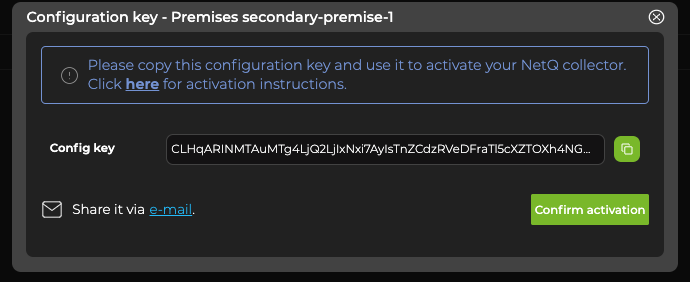 Configuration key - Premises secondary-premise-1
Please copy this configuration key and use it to activate your NetQ collector.
Click here for activation instructions.
Config key
CLHqARINMTAuMTg4LjQ2LjIxNxi7AyIsTnZCdzRVeDFraTl5cXZTOXh4NG...
Share it via e-mail.
Confirm activation